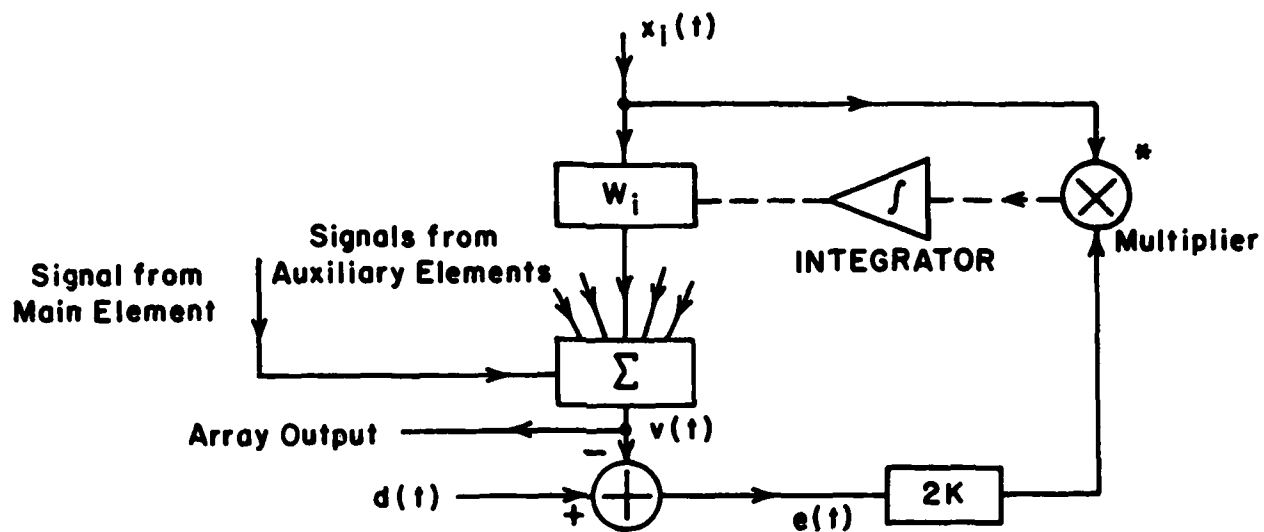 x_i(t)
*
W_i
∫
Multiplier
INTEGRATOR
Signals from
Auxiliary Elements
Signal from
Main Element
Σ
Array Output
v(t)
−
d(t)
+
e(t)
2K